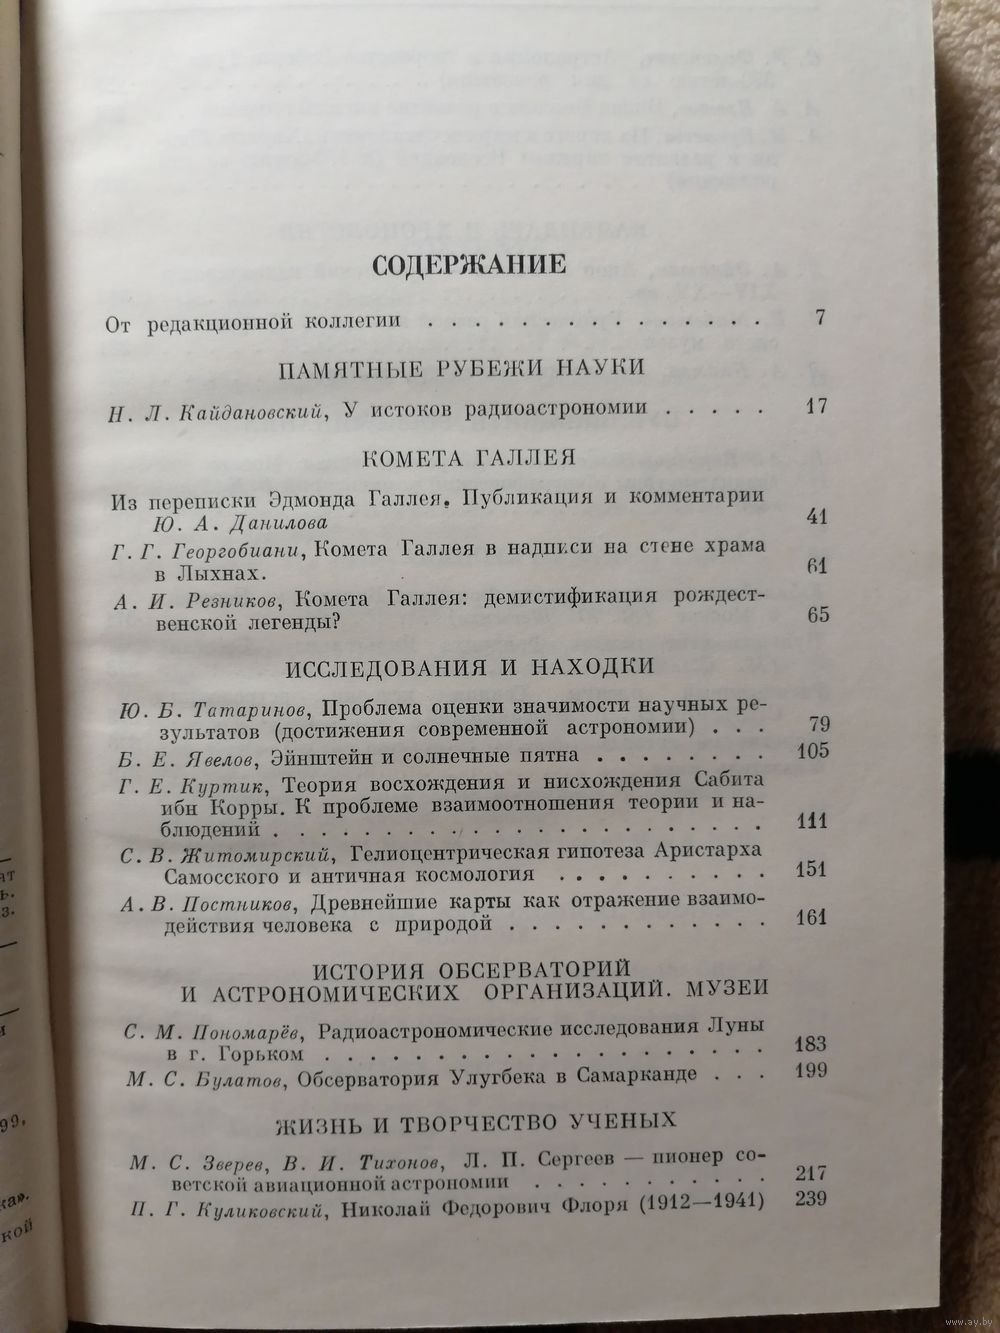 СОДЕРЖАНИЕ
От редакционной коллегии . . . . . . . . . . . . . . . 7
ПАМЯТНЫЕ РУБЕЖИ НАУКИ
Н. Л. Кайдановский, У истоков радиоастрономии . . . . . 17
КОМЕТА ГАЛЛЕЯ
Из переписки Эдмонда Галлея. Публикация и комментарии
Ю. А. Данилова 41
Г. Г. Георгобиани, Комета Галлея в надписи на стене храма
в Лыхнах. 61
А. И. Резников, Комета Галлея: демистификация рождест-
венской легенды? 65
ИССЛЕДОВАНИЯ И НАХОДКИ
Ю. Б. Татаринов, Проблема оценки значимости научных ре-
зультатов (достижения современной астрономии) . . . 79
Б. Е. Явелов, Эйнштейн и солнечные пятна . . . . . . . . 105
Г. Е. Куртик, Теория восхождения и нисхождения Сабита
ибн Корры. К проблеме взаимоотношения теории и на-
блюдений . . . . . . . . . . . . . . . . . . . . . 111
С. В. Житомирский, Гелиоцентрическая гипотеза Аристарха
Самосского и античная космология . . . . . . . . . 151
А. В. Постников, Древнейшие карты как отражение взаимо-
действия человека с природой . . . . . . . . . . . . 161
ИСТОРИЯ ОБСЕРВАТОРИЙ
И АСТРОНОМИЧЕСКИХ ОРГАНИЗАЦИЙ. МУЗЕИ
С. М. Пономарёв, Радиоастрономические исследования Луны
в г. Горьком . . . . . . . . . . . . . . . . . . . 183
М. С. Булатов, Обсерватория Улугбека в Самарканде . . . 199
ЖИЗНЬ И ТВОРЧЕСТВО УЧЕНЫХ
М. С. Зверев, В. И. Тихонов, Л. П. Сергеев — пионер со-
ветской авиационной астрономии . . . . . . . . . . . 217
П. Г. Куликовский, Николай Федорович Флоря (1912—1941) 239
www.ay.by